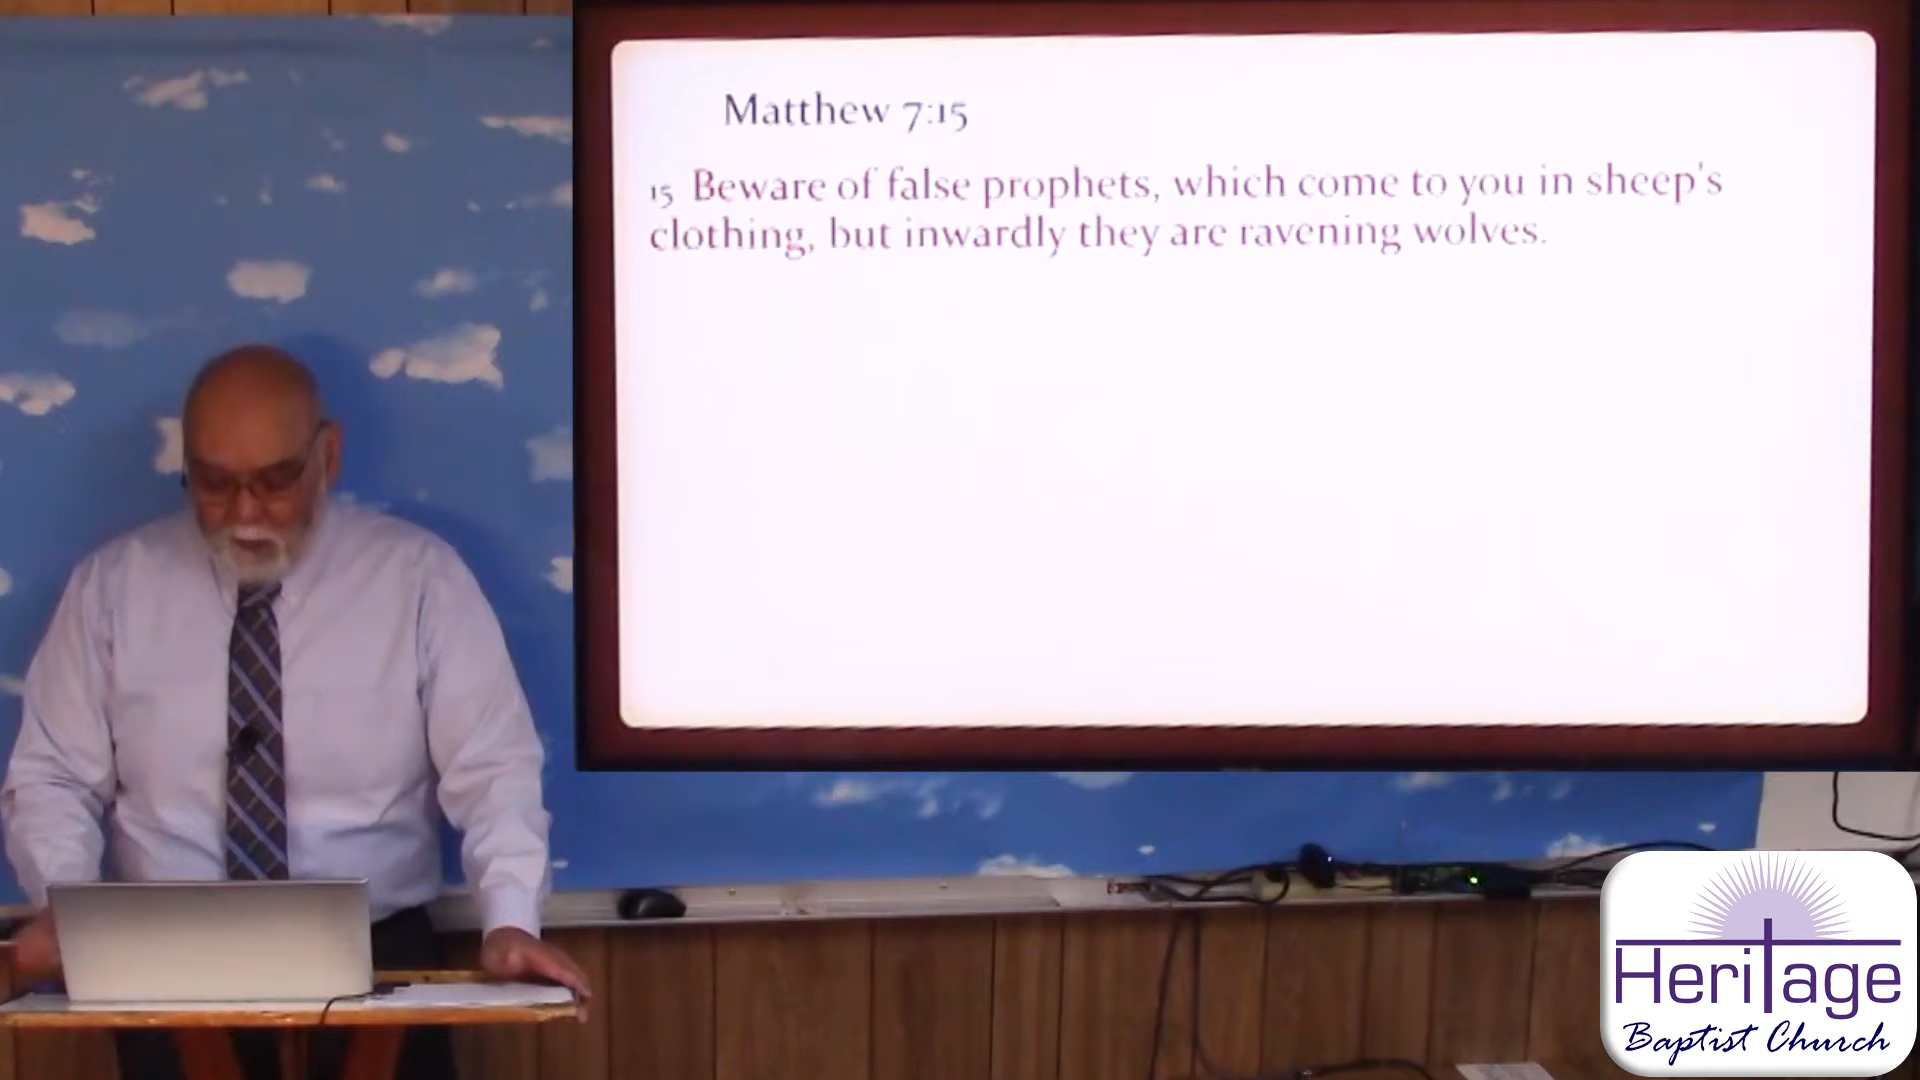 Matthew 7:15
15 Beware of false prophets, which come to you in sheep's
clothing, but inwardly they are ravening wolves.
Heritage
Baptist Church